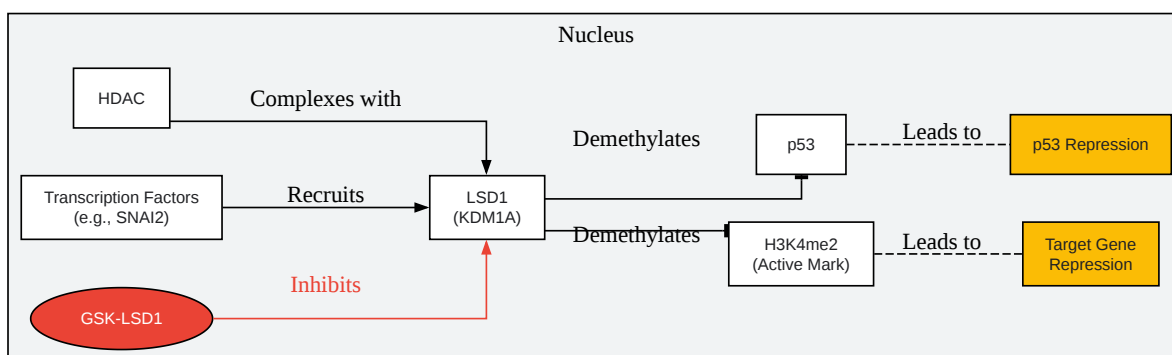 Nucleus
HDAC
Complexes with
Demethylates
p53
Leads to
p53 Repression
Transcription Factors
(e.g., SNAI2)
Recruits
LSD1
(KDM1A)
Demethylates
H3K4me2
(Active Mark)
Leads to
Target Gene
Repression
Inhibits
GSK-LSD1